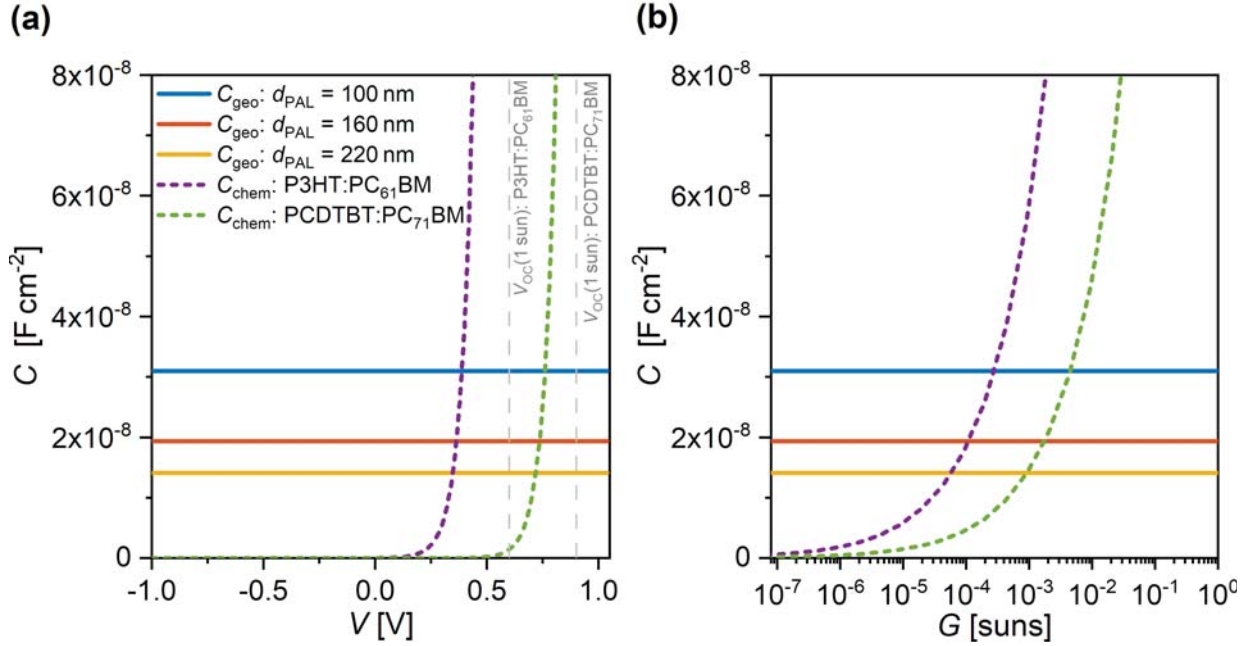 (a)
8x10⁻⁸
6x10⁻⁸
4x10⁻⁸
2x10⁻⁸
0
C [F cm⁻²]
C_geo: d_PAL = 100 nm
C_geo: d_PAL = 160 nm
C_geo: d_PAL = 220 nm
C_chem: P3HT:PC₆₁BM
C_chem: PCDTBT:PC₇₁BM
V_OC(1 sun): P3HT:PC₆₁BM
V_OC(1 sun): PCDTBT:PC₇₁BM
-1.0 -0.5 0.0 0.5 1.0
V [V]
(b)
8x10⁻⁸
6x10⁻⁸
4x10⁻⁸
2x10⁻⁸
0
C [F cm⁻²]
10⁻⁷ 10⁻⁶ 10⁻⁵ 10⁻⁴ 10⁻³ 10⁻² 10⁻¹ 10⁰
G [suns]